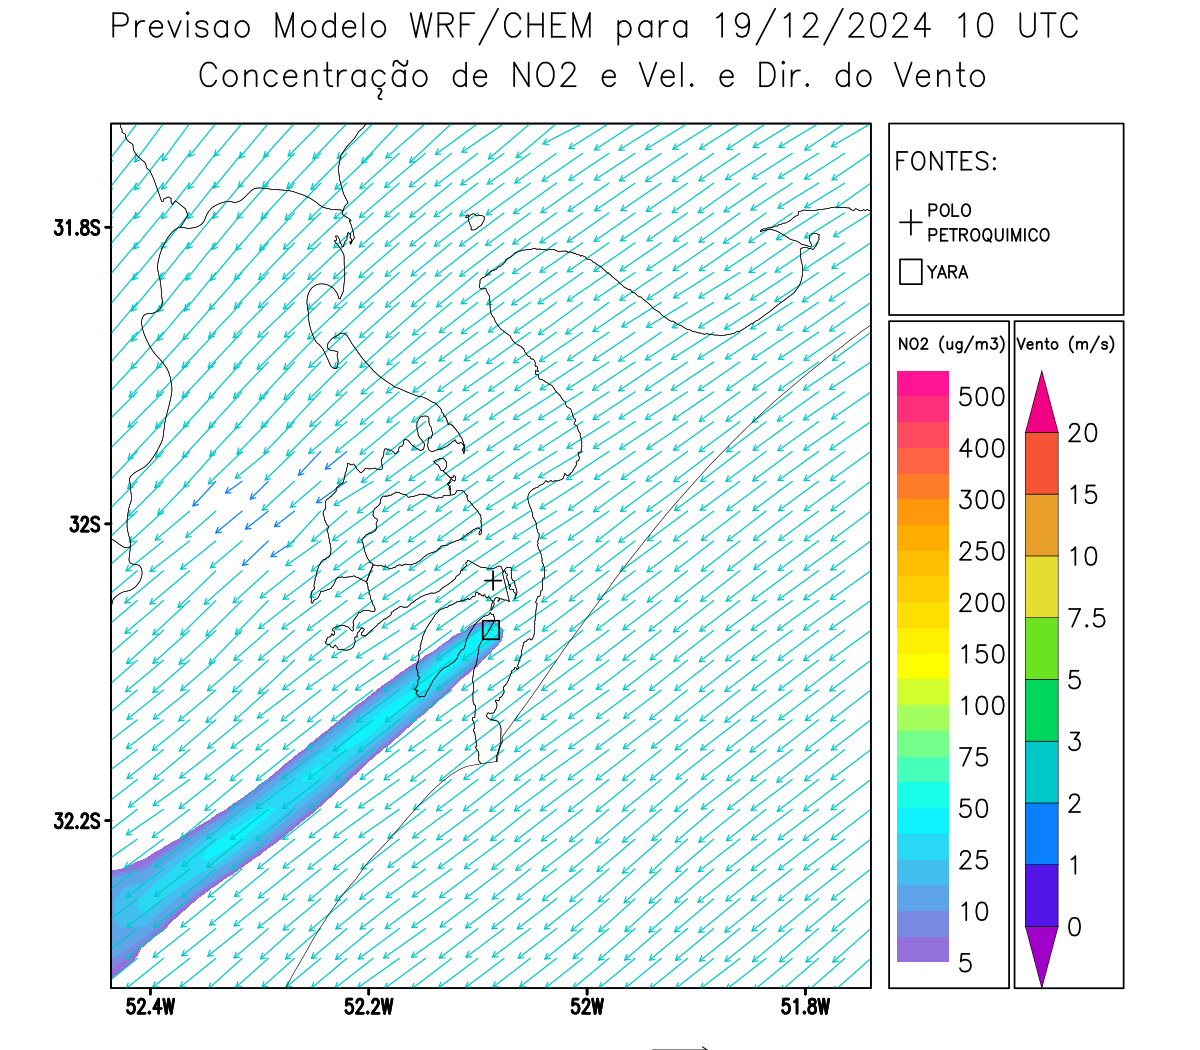 Previsao Modelo WRF/CHEM para 19/12/2024 10 UTC
Concentração de NO2 e Vel. e Dir. do Vento
FONTES:
POLO
PETROQUIMICO
YARA
31.8S
32S
32.2S
52.4W
52.2W
52W
51.8W
NO2 (ug/m3)
500
400
300
250
200
150
100
75
50
25
10
5
Vento (m/s)
20
15
10
7.5
5
3
2
1
0